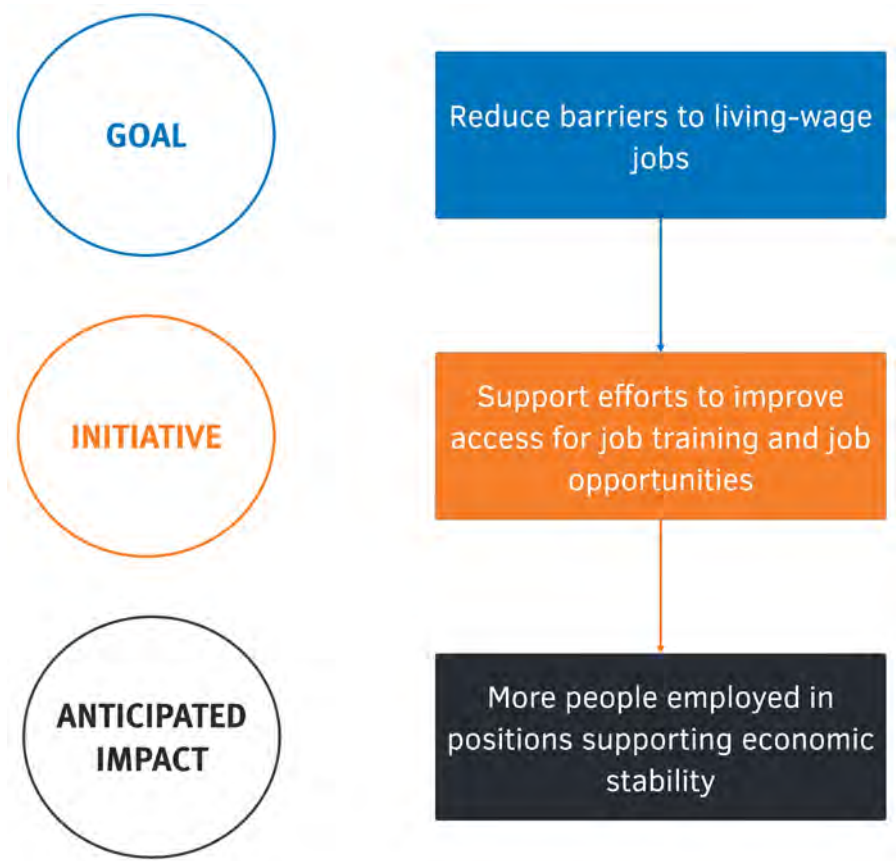 GOAL
Reduce barriers to living-wage
jobs
INITIATIVE
Support efforts to improve
access for job training and job
opportunities
ANTICIPATED
IMPACT
More people employed in
positions supporting economic
stability